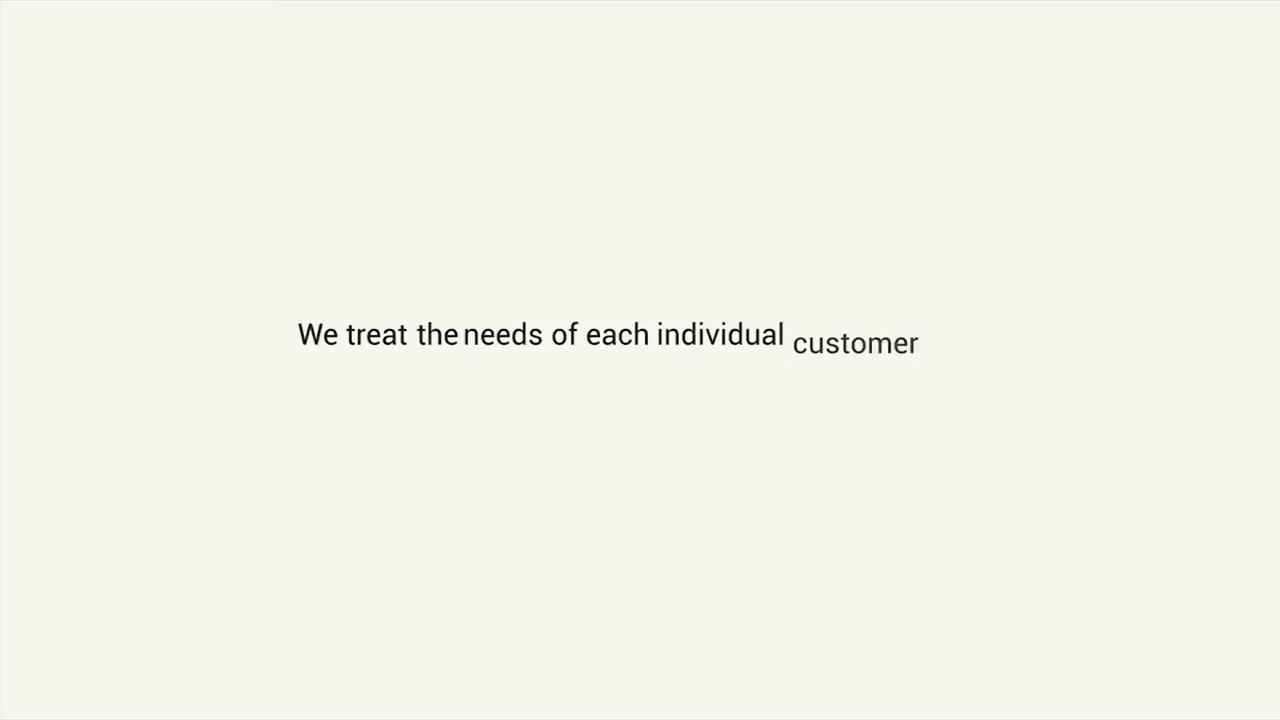 We treat the needs of each individual customer